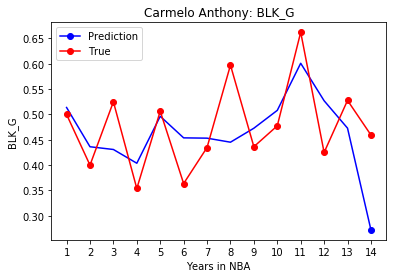 Carmelo Anthony: BLK_G
Prediction
True
BLK_G
0.65
0.60
0.55
0.50
0.45
0.40
0.35
0.30
1 2 3 4 5 6 7 8 9 10 11 12 13 14
Years in NBA